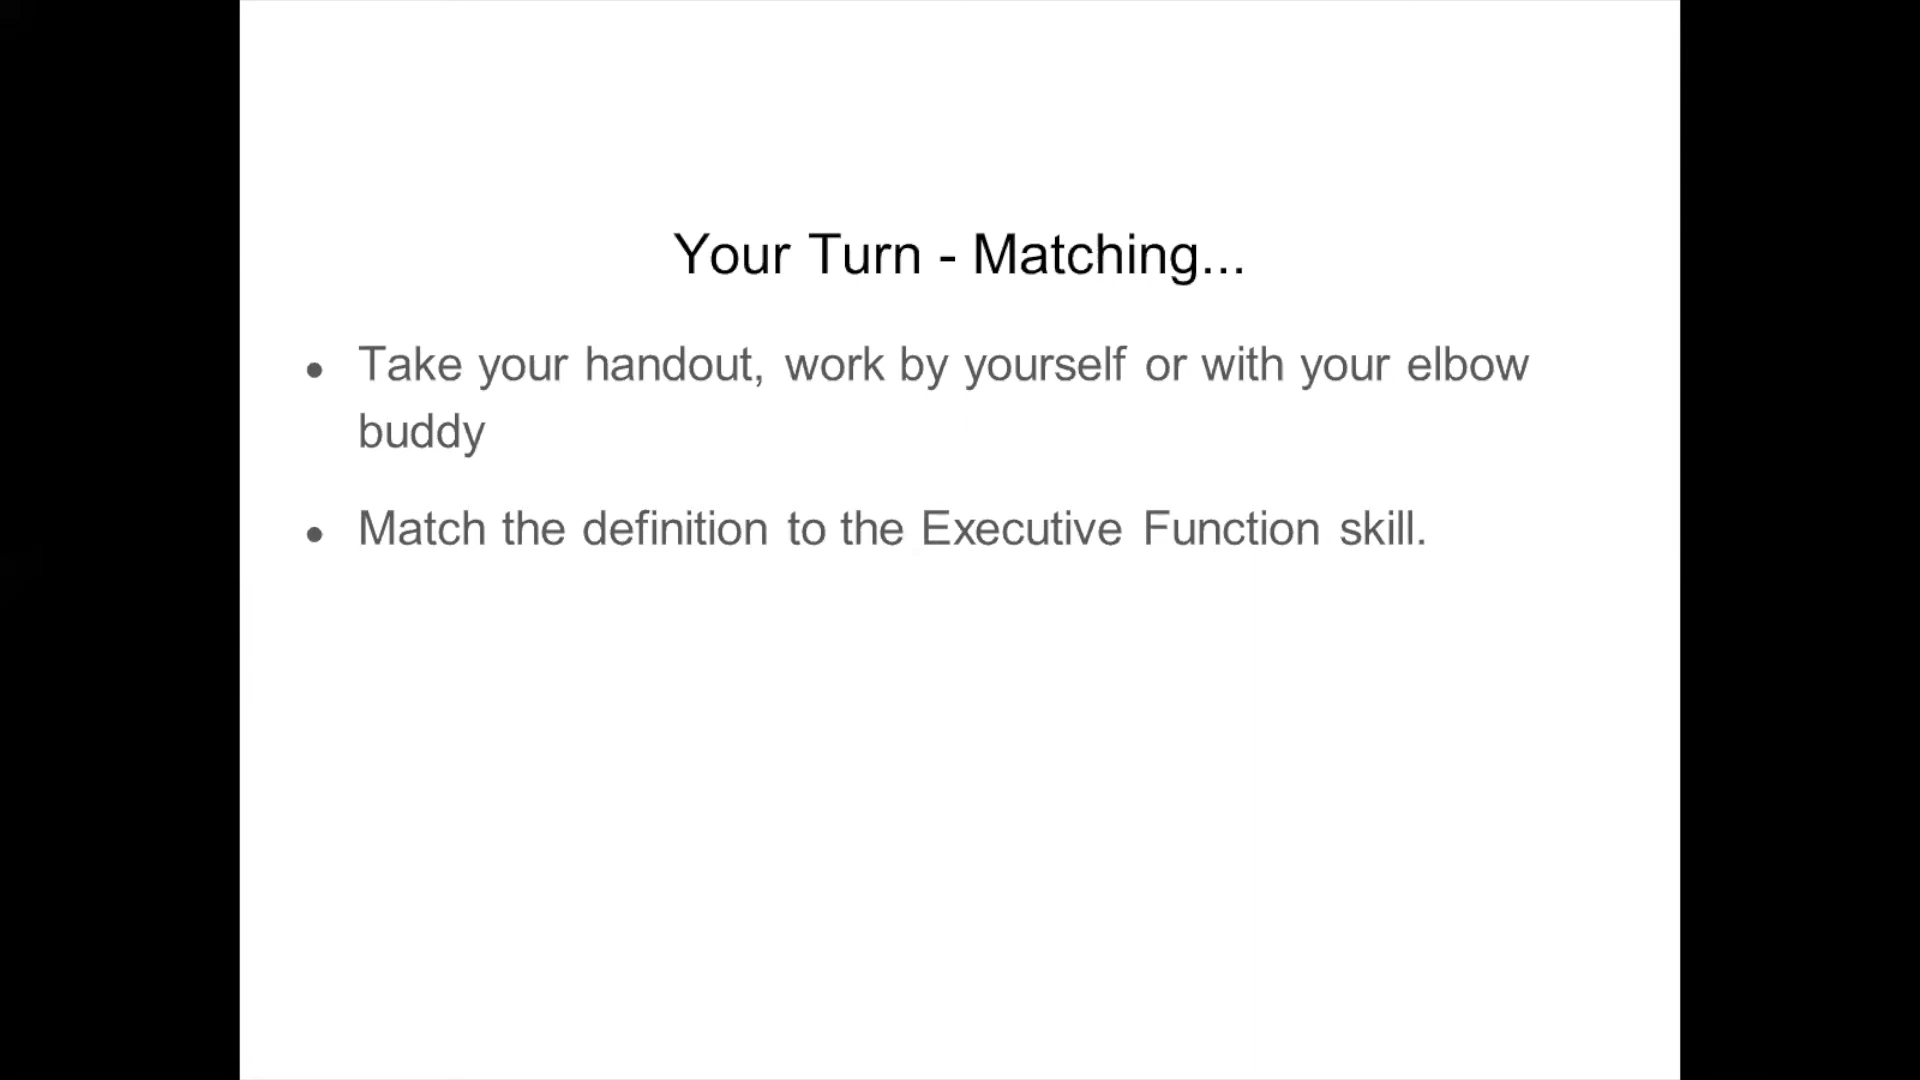 Your Turn - Matching...
● Take your handout, work by yourself or with your elbow
buddy
● Match the definition to the Executive Function skill.